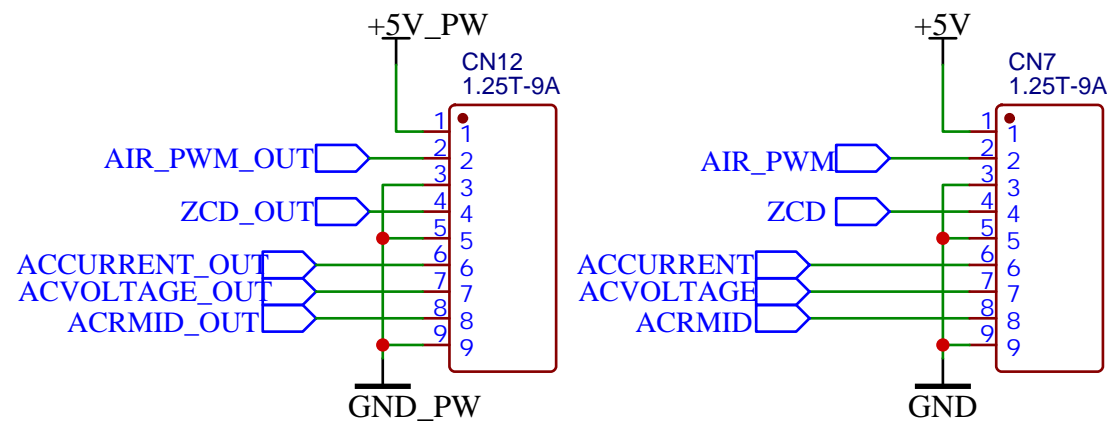 +5V_PW
CN12
1.25T-9A
1
1
AIR_PWM_OUT
2
2
3
3
ZCD_OUT
4
4
5
5
ACCURRENT_OUT
6
6
ACVOLTAGE_OUT
7
7
ACRMID_OUT
8
8
9
9
GND_PW
+5V
CN7
1.25T-9A
1
1
AIR_PWM
2
2
3
3
ZCD
4
4
5
5
ACCURRENT
6
6
ACVOLTAGE
7
7
ACRMID
8
8
9
9
GND